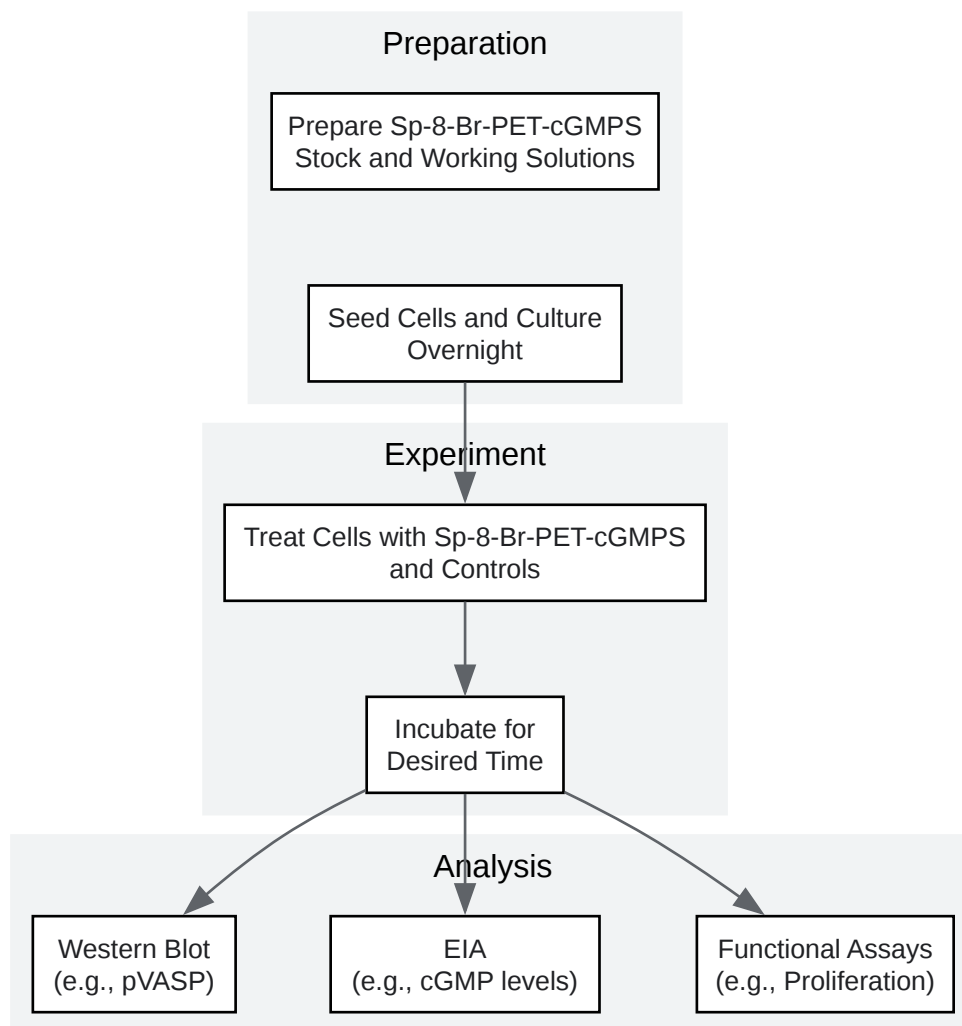 Preparation
Prepare Sp-8-Br-PET-cGMPS
Stock and Working Solutions
Seed Cells and Culture
Overnight
Experiment
Treat Cells with Sp-8-Br-PET-cGMPS
and Controls
Incubate for
Desired Time
Analysis
Western Blot
(e.g., pVASP)
EIA
(e.g., cGMP levels)
Functional Assays
(e.g., Proliferation)